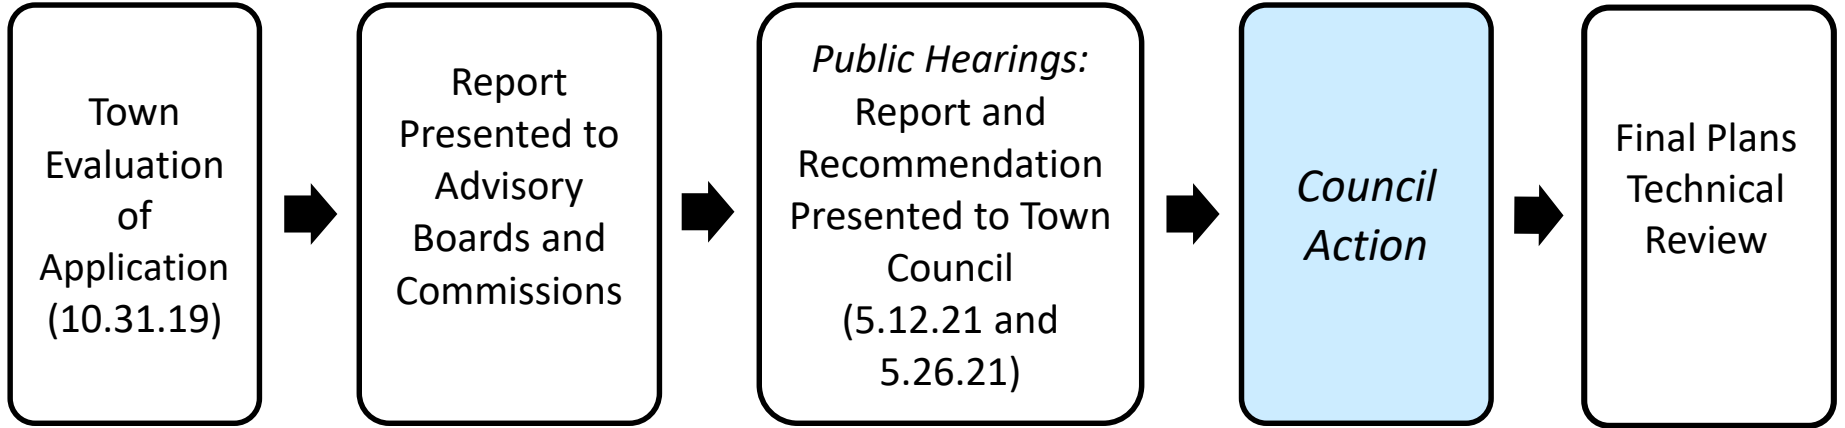 Town
Evaluation
of
Application
(10.31.19)
Report
Presented to
Advisory
Boards and
Commissions
Public Hearings:
Report and
Recommendation
Presented to Town
Council
(5.12.21 and
5.26.21)
Council
Action
Final Plans
Technical
Review